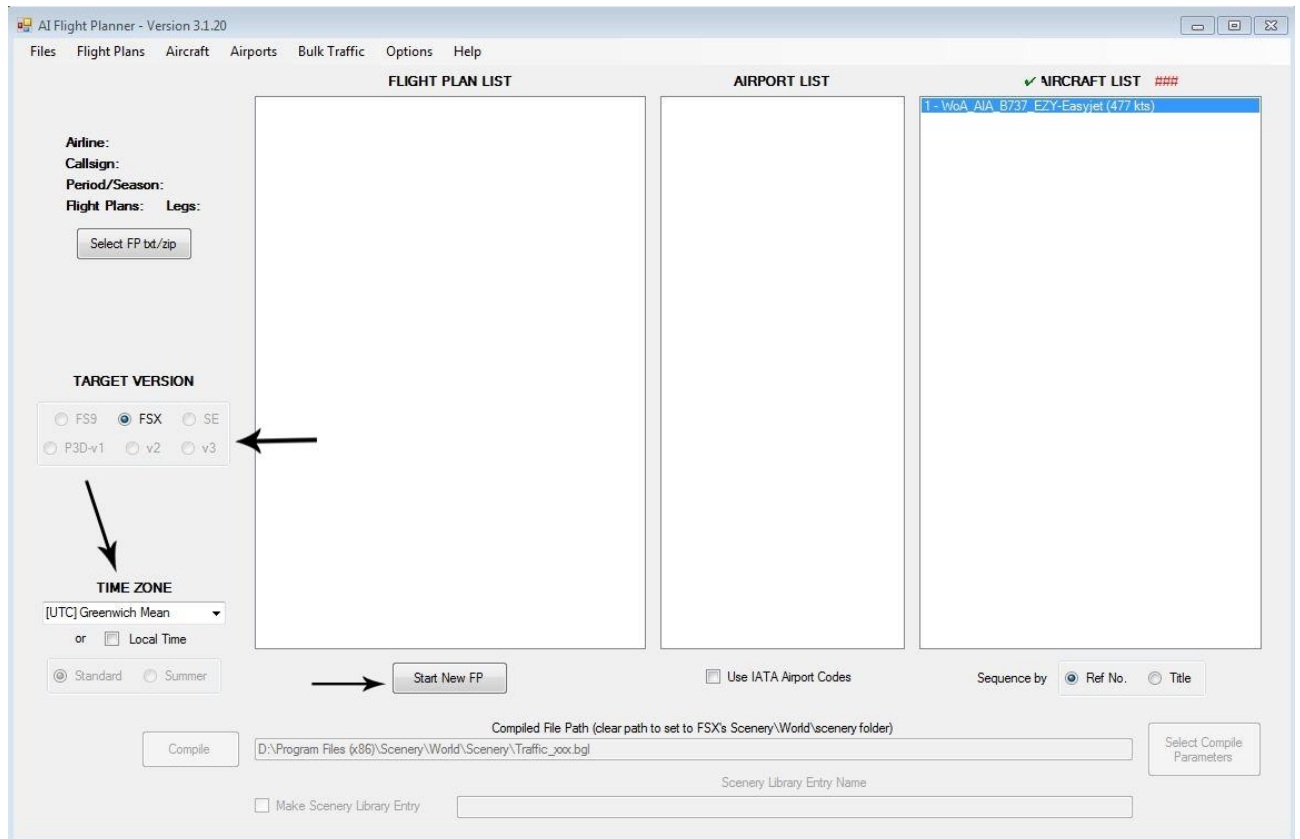 AI Flight Planner - Version 3.1.20
Files Flight Plans Aircraft Airports Bulk Traffic Options Help
FLIGHT PLAN LIST
AIRPORT LIST
✔ AIRCRAFT LIST ###
1 - WoA_AIA_B737_EZY-Easyjet (477 kts)
Airline:
Callsign:
Period/Season:
Flight Plans: Legs:
Select FP txt/zip
TARGET VERSION
FS9 FSX SE
P3D-v1 v2 v3
TIME ZONE
[UTC] Greenwich Mean
or Local Time
Standard Summer
Start New FP
Use IATA Airport Codes
Sequence by Ref No. Title
Compiled File Path (clear path to set to FSX's Scenery\World\scenery folder)
Compile
D:\Program Files (x86)\Scenery\World\Scenery\Traffic_xxx.bgl
Select Compile
Parameters
Scenery Library Entry Name
Make Scenery Library Entry